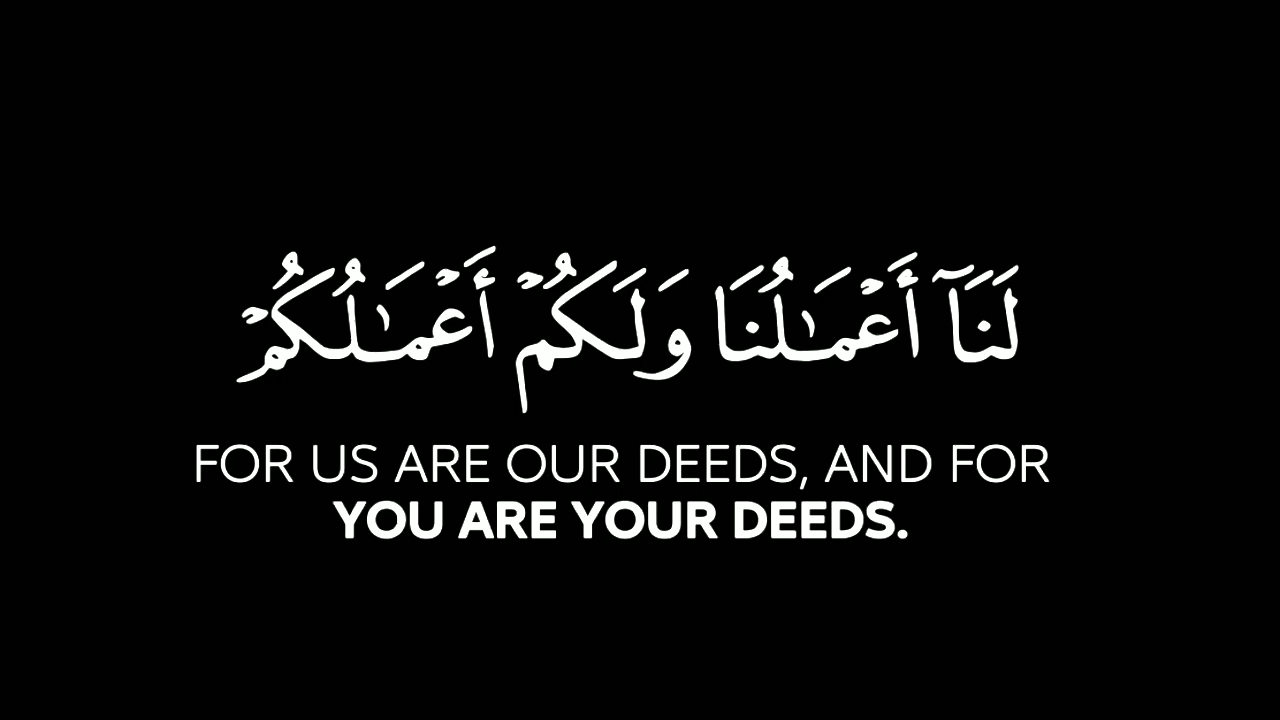 لَنَآ أَعْمَـٰلُنَا وَلَكُمْ أَعْمَـٰلُكُمْ
FOR US ARE OUR DEEDS, AND FOR
YOU ARE YOUR DEEDS.